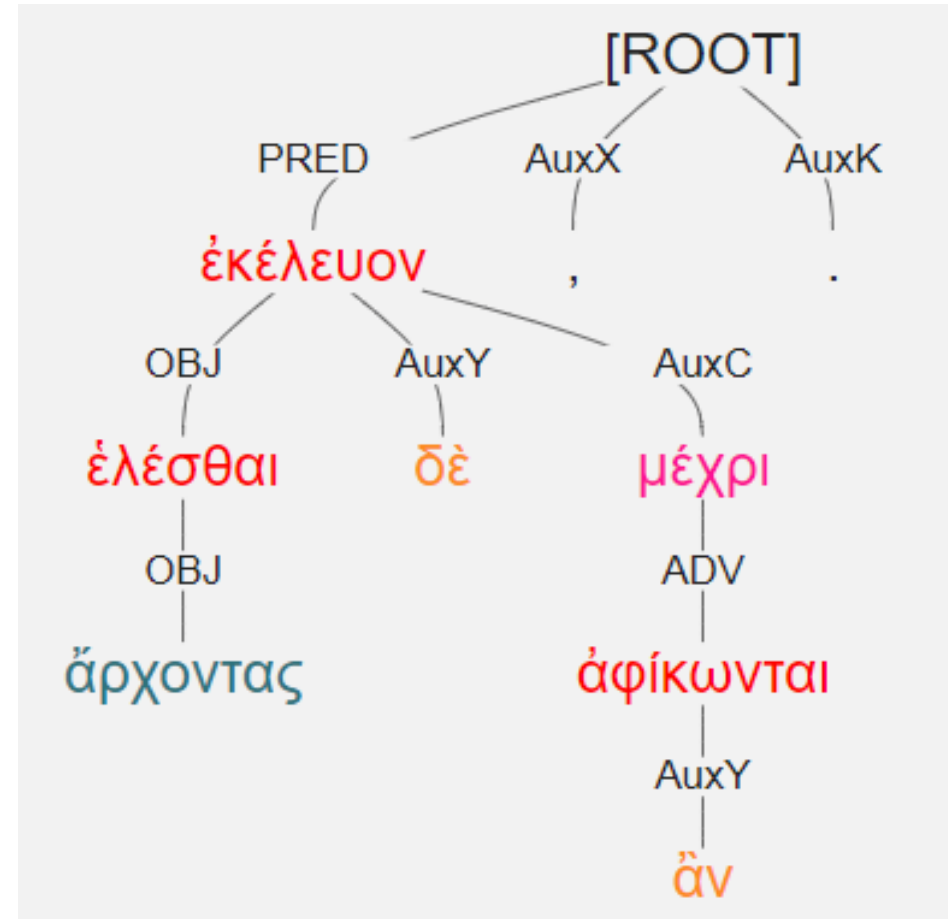 [ROOT]
PRED AuxX AuxK
ἐκέλευον , .
OBJ AuxY AuxC
ἑλέσθαι δὲ μέχρι
OBJ ADV
ἄρχοντας ἀφίκωνται
AuxY
ἂν